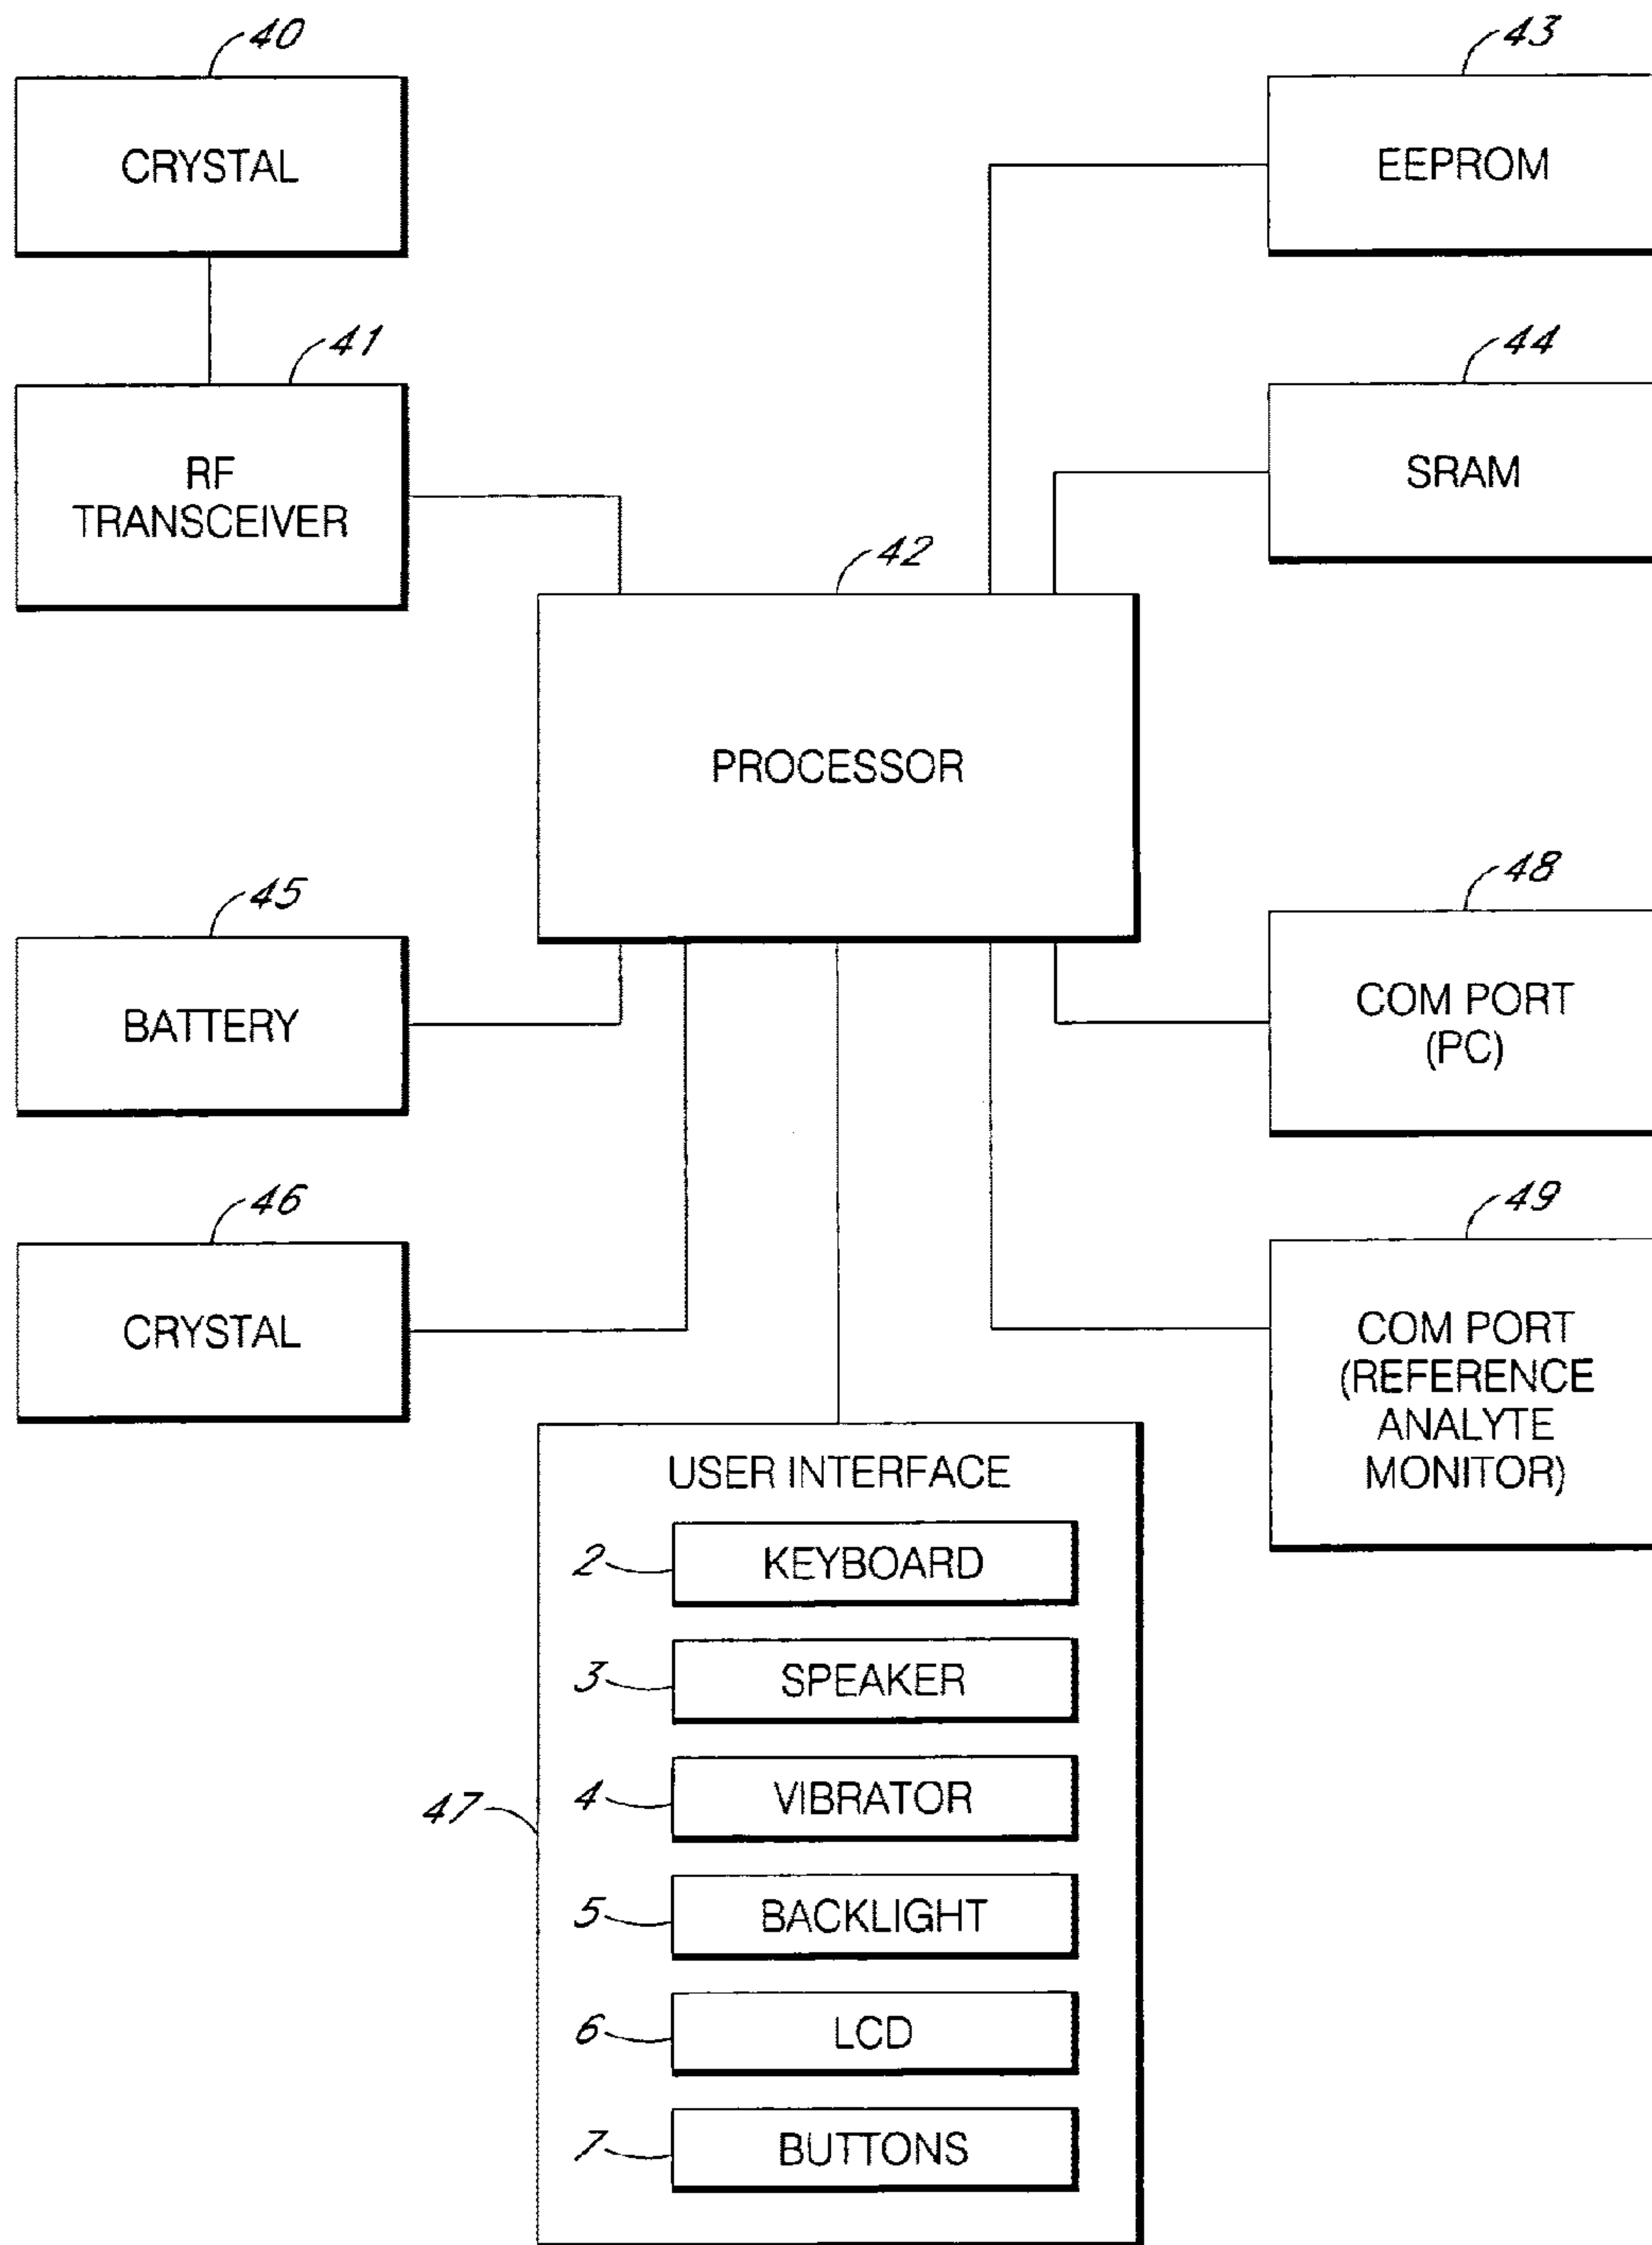 40
CRYSTAL
43
EEPROM
41
RF
TRANSCEIVER
44
SRAM
42
PROCESSOR
45
BATTERY
48
COM PORT
(PC)
46
CRYSTAL
49
COM PORT
(REFERENCE
ANALYTE
MONITOR)
47
USER INTERFACE
2
KEYBOARD
3
SPEAKER
4
VIBRATOR
5
BACKLIGHT
6
LCD
7
BUTTONS